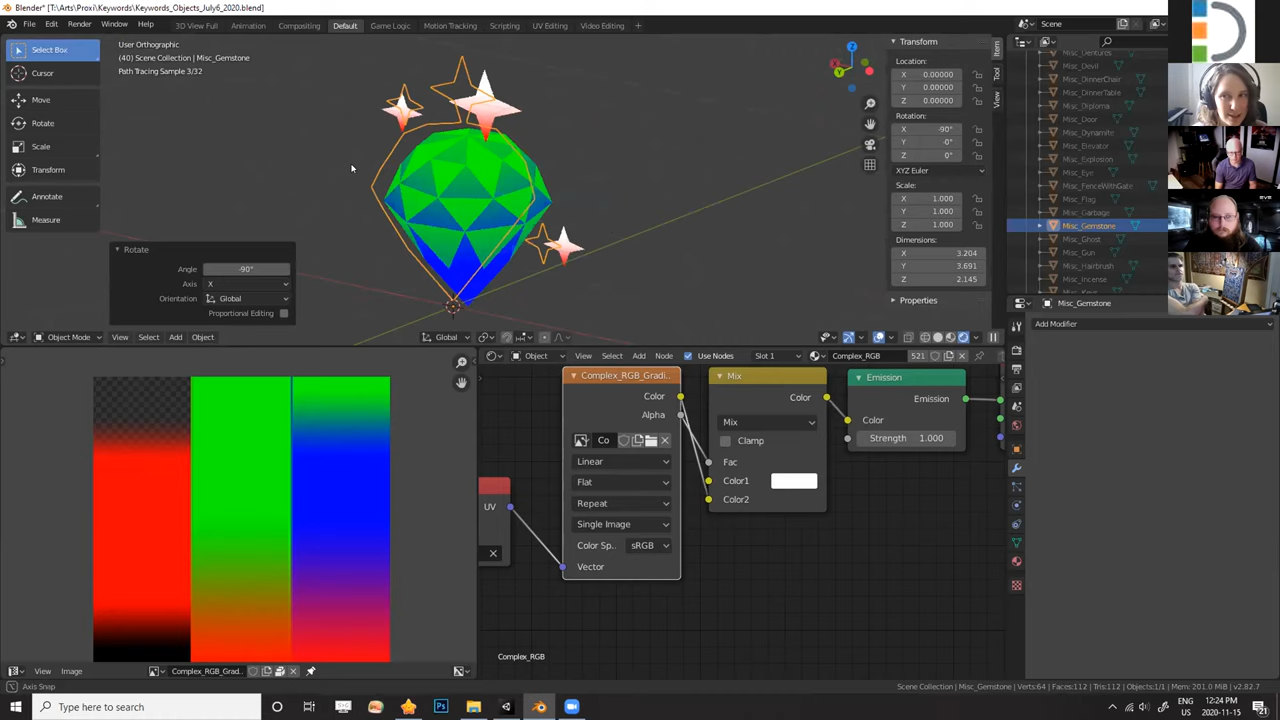 Blender* [T:\Arts\Proxi\Keywords\Keywords_Objects_July6_2020.blend]
File Edit Render Window Help 3D View Full Animation Compositing Default Game Logic Motion Tracking Scripting UV Editing Video Editing Scene View Layer
Select Box
Cursor
Move
Rotate
Scale
Transform
Annotate
Measure
User Orthographic
(40) Scene Collection | Misc_Gemstone
Path Tracing Sample 3/32
Rotate
Angle -90°
Axis X
Orientation Global
Proportional Editing
Object Mode View Select Add Object Global
Transform
Location:
X 0.00000
Y 0.00000
Z 0.00000
Rotation:
X -90°
Y -0°
Z 0°
XYZ Euler
Scale:
X 1.000
Y 1.000
Z 1.000
Dimensions:
X 3.204
Y 3.691
Z 2.145
Properties
Item
Tool
View
Misc_Dentures
Misc_Devil
Misc_DinnerChair
Misc_DinnerTable
Misc_Diploma
Misc_Door
Misc_Dynamite
Misc_Elevator
Misc_Explosion
Misc_Eye
Misc_FenceWithGate
Misc_Flag
Misc_Garbage
Misc_Gemstone
Misc_Ghost
Misc_Gun
Misc_Hairbrush
Misc_Incense
Misc_Gemstone
Add Modifier
Object View Select Add Node Use Nodes Slot 1 Complex_RGB 521
Complex_RGB_Gradi..
Color
Alpha
Co
Linear
Flat
Repeat
Single Image
Color Sp.. sRGB
Vector
UV
Mix
Color
Mix
Clamp
Fac
Color1
Color2
Emission
Emission
Color
Strength 1.000
Complex_RGB
View Image Complex_RGB_Grad..
Axis Snap
Scene Collection | Misc_Gemstone | Verts:64 | Faces:112 | Tris:112 | Objects:1/1 | Mem: 201.0 MiB | v2.82.7
Type here to search
ENG
US
12:24 PM
2020-11-15
21